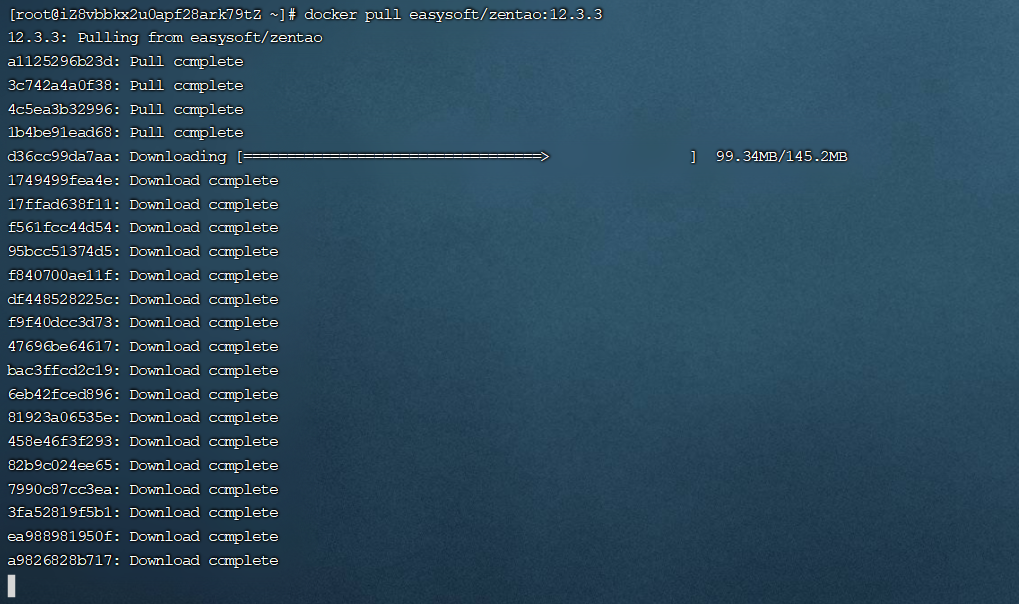 [root@iZ8vbbkx2u0apf28ark79tZ ~]# docker pull easysoft/zentao:12.3.3
12.3.3: Pulling from easysoft/zentao
a1125296b23d: Pull complete
3c742a4a0f38: Pull complete
4c5ea3b32996: Pull complete
1b4be91ead68: Pull complete
d36cc99da7aa: Downloading [==================================>                ]  99.34MB/145.2MB
1749499fea4e: Download complete
17ffad638f11: Download complete
f561fcc44d54: Download complete
95bcc51374d5: Download complete
f840700ae11f: Download complete
df448528225c: Download complete
f9f40dcc3d73: Download complete
47696be64617: Download complete
bac3ffcd2c19: Download complete
6eb42fced896: Download complete
81923a06535e: Download complete
458e46f3f293: Download complete
82b9c024ee65: Download complete
7990c87cc3ea: Download complete
3fa52819f5b1: Download complete
ea988981950f: Download complete
a9826828b717: Download complete